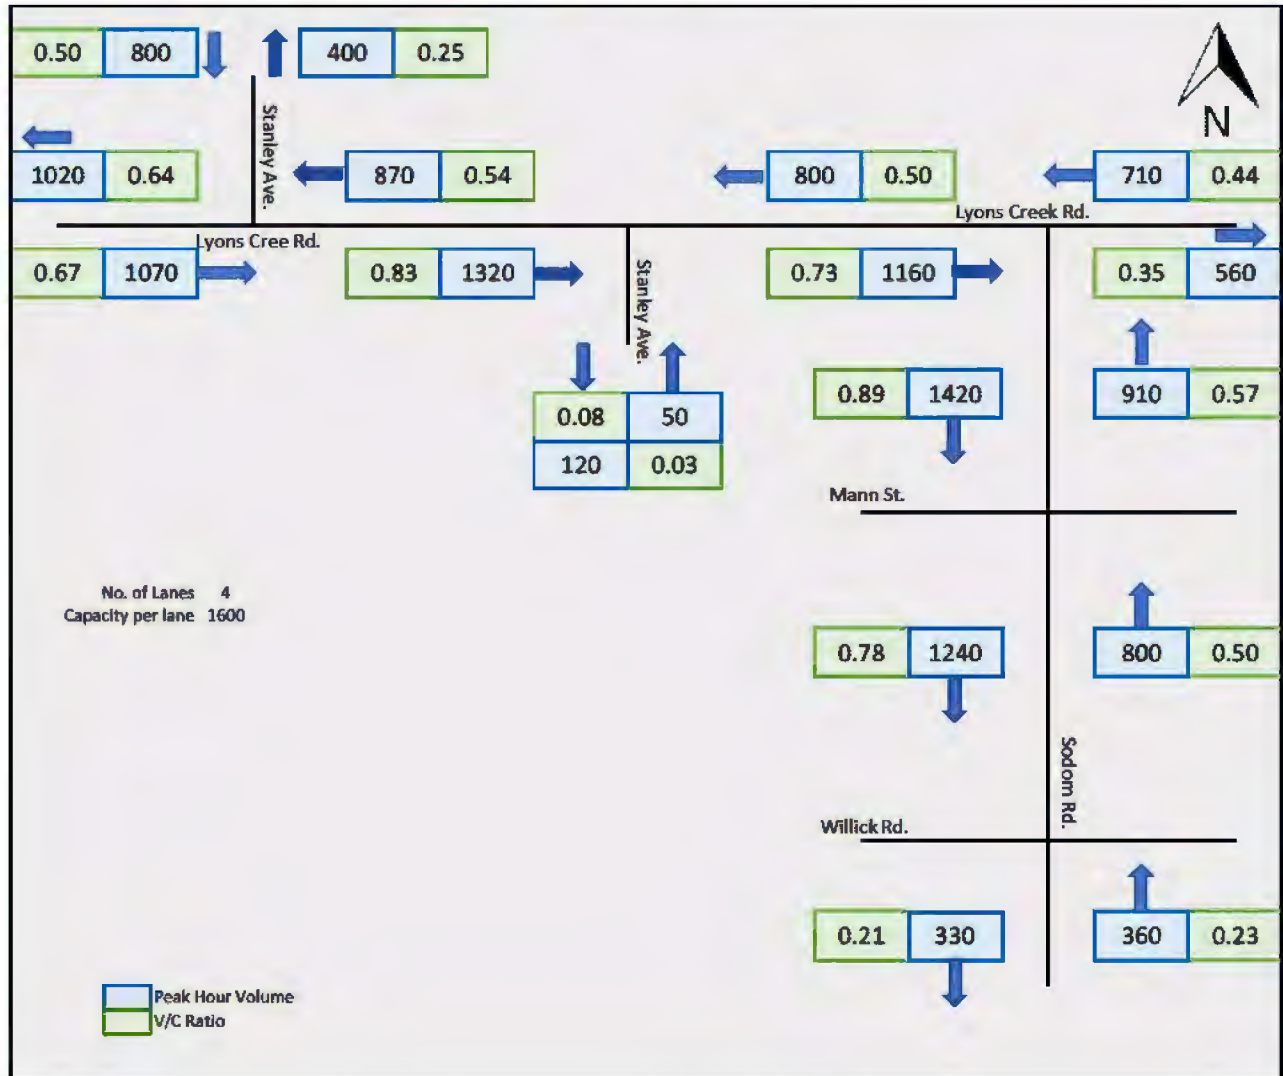 0.50 800 400 0.25
Stanley Ave.
1020 0.64 870 0.54 800 0.50 710 0.44
Lyons Creek Rd.
Lyons Cree Rd.
0.67 1070 0.83 1320 0.73 1160 0.35 560
Stanley Ave.
N
0.08 50
120 0.03
0.89 1420 910 0.57
Mann St.
No. of Lanes 4
Capacity per lane 1600
0.78 1240 800 0.50
Sodom Rd.
Willick Rd.
0.21 330 360 0.23
Peak Hour Volume
V/C Ratio